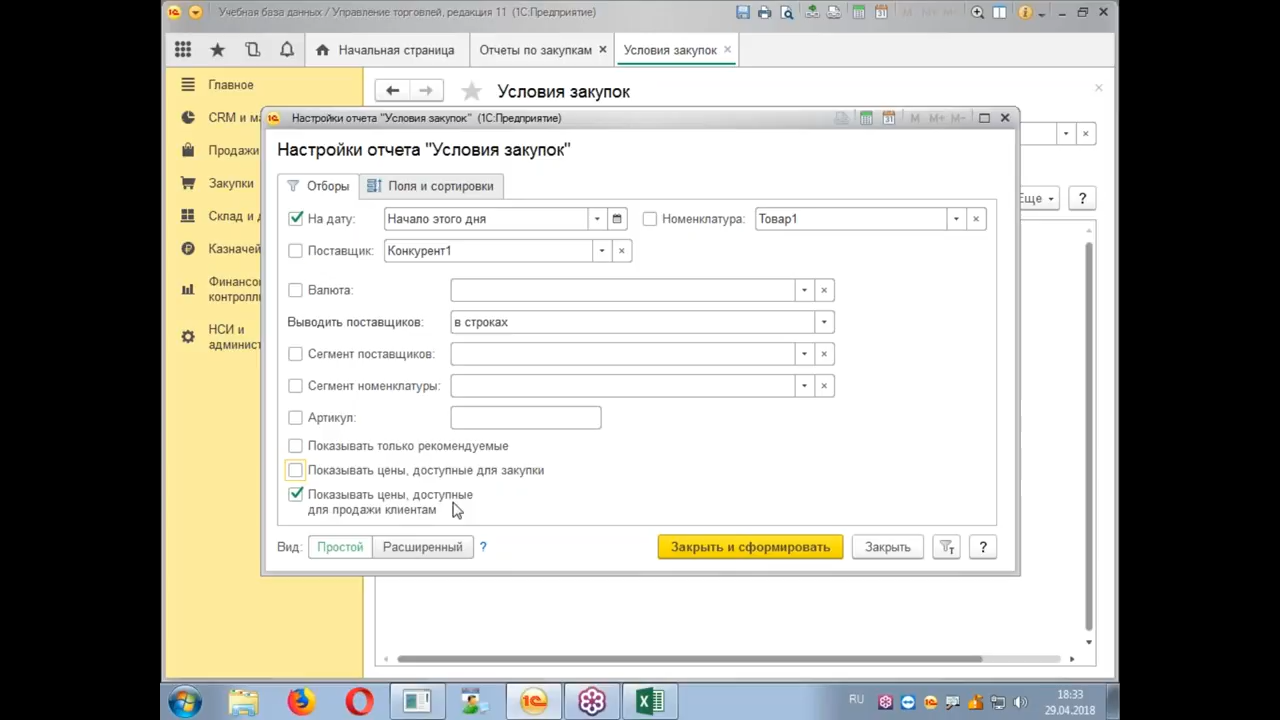 Учебная база данных / Управление торговлей, редакция 11 (1С:Предприятие)
M M+ M-
Начальная страница
Отчеты по закупкам ×
Условия закупок ×
Главное
Условия закупок
CRM и ма
Продажи
Закупки
Склад и д
Казначей
Финансо
контролл
НСИ и
админист
Еще
?
Настройки отчета "Условия закупок" (1С:Предприятие)
M M+ M-
Настройки отчета "Условия закупок"
Отборы
Поля и сортировки
На дату: Начало этого дня
Номенклатура: Товар1
Поставщик: Конкурент1
Валюта:
Выводить поставщиков: в строках
Сегмент поставщиков:
Сегмент номенклатуры:
Артикул:
Показывать только рекомендуемые
Показывать цены, доступные для закупки
Показывать цены, доступные
для продажи клиентам
Вид: Простой Расширенный ?
Закрыть и сформировать
Закрыть
?
RU
18:33
29.04.2018